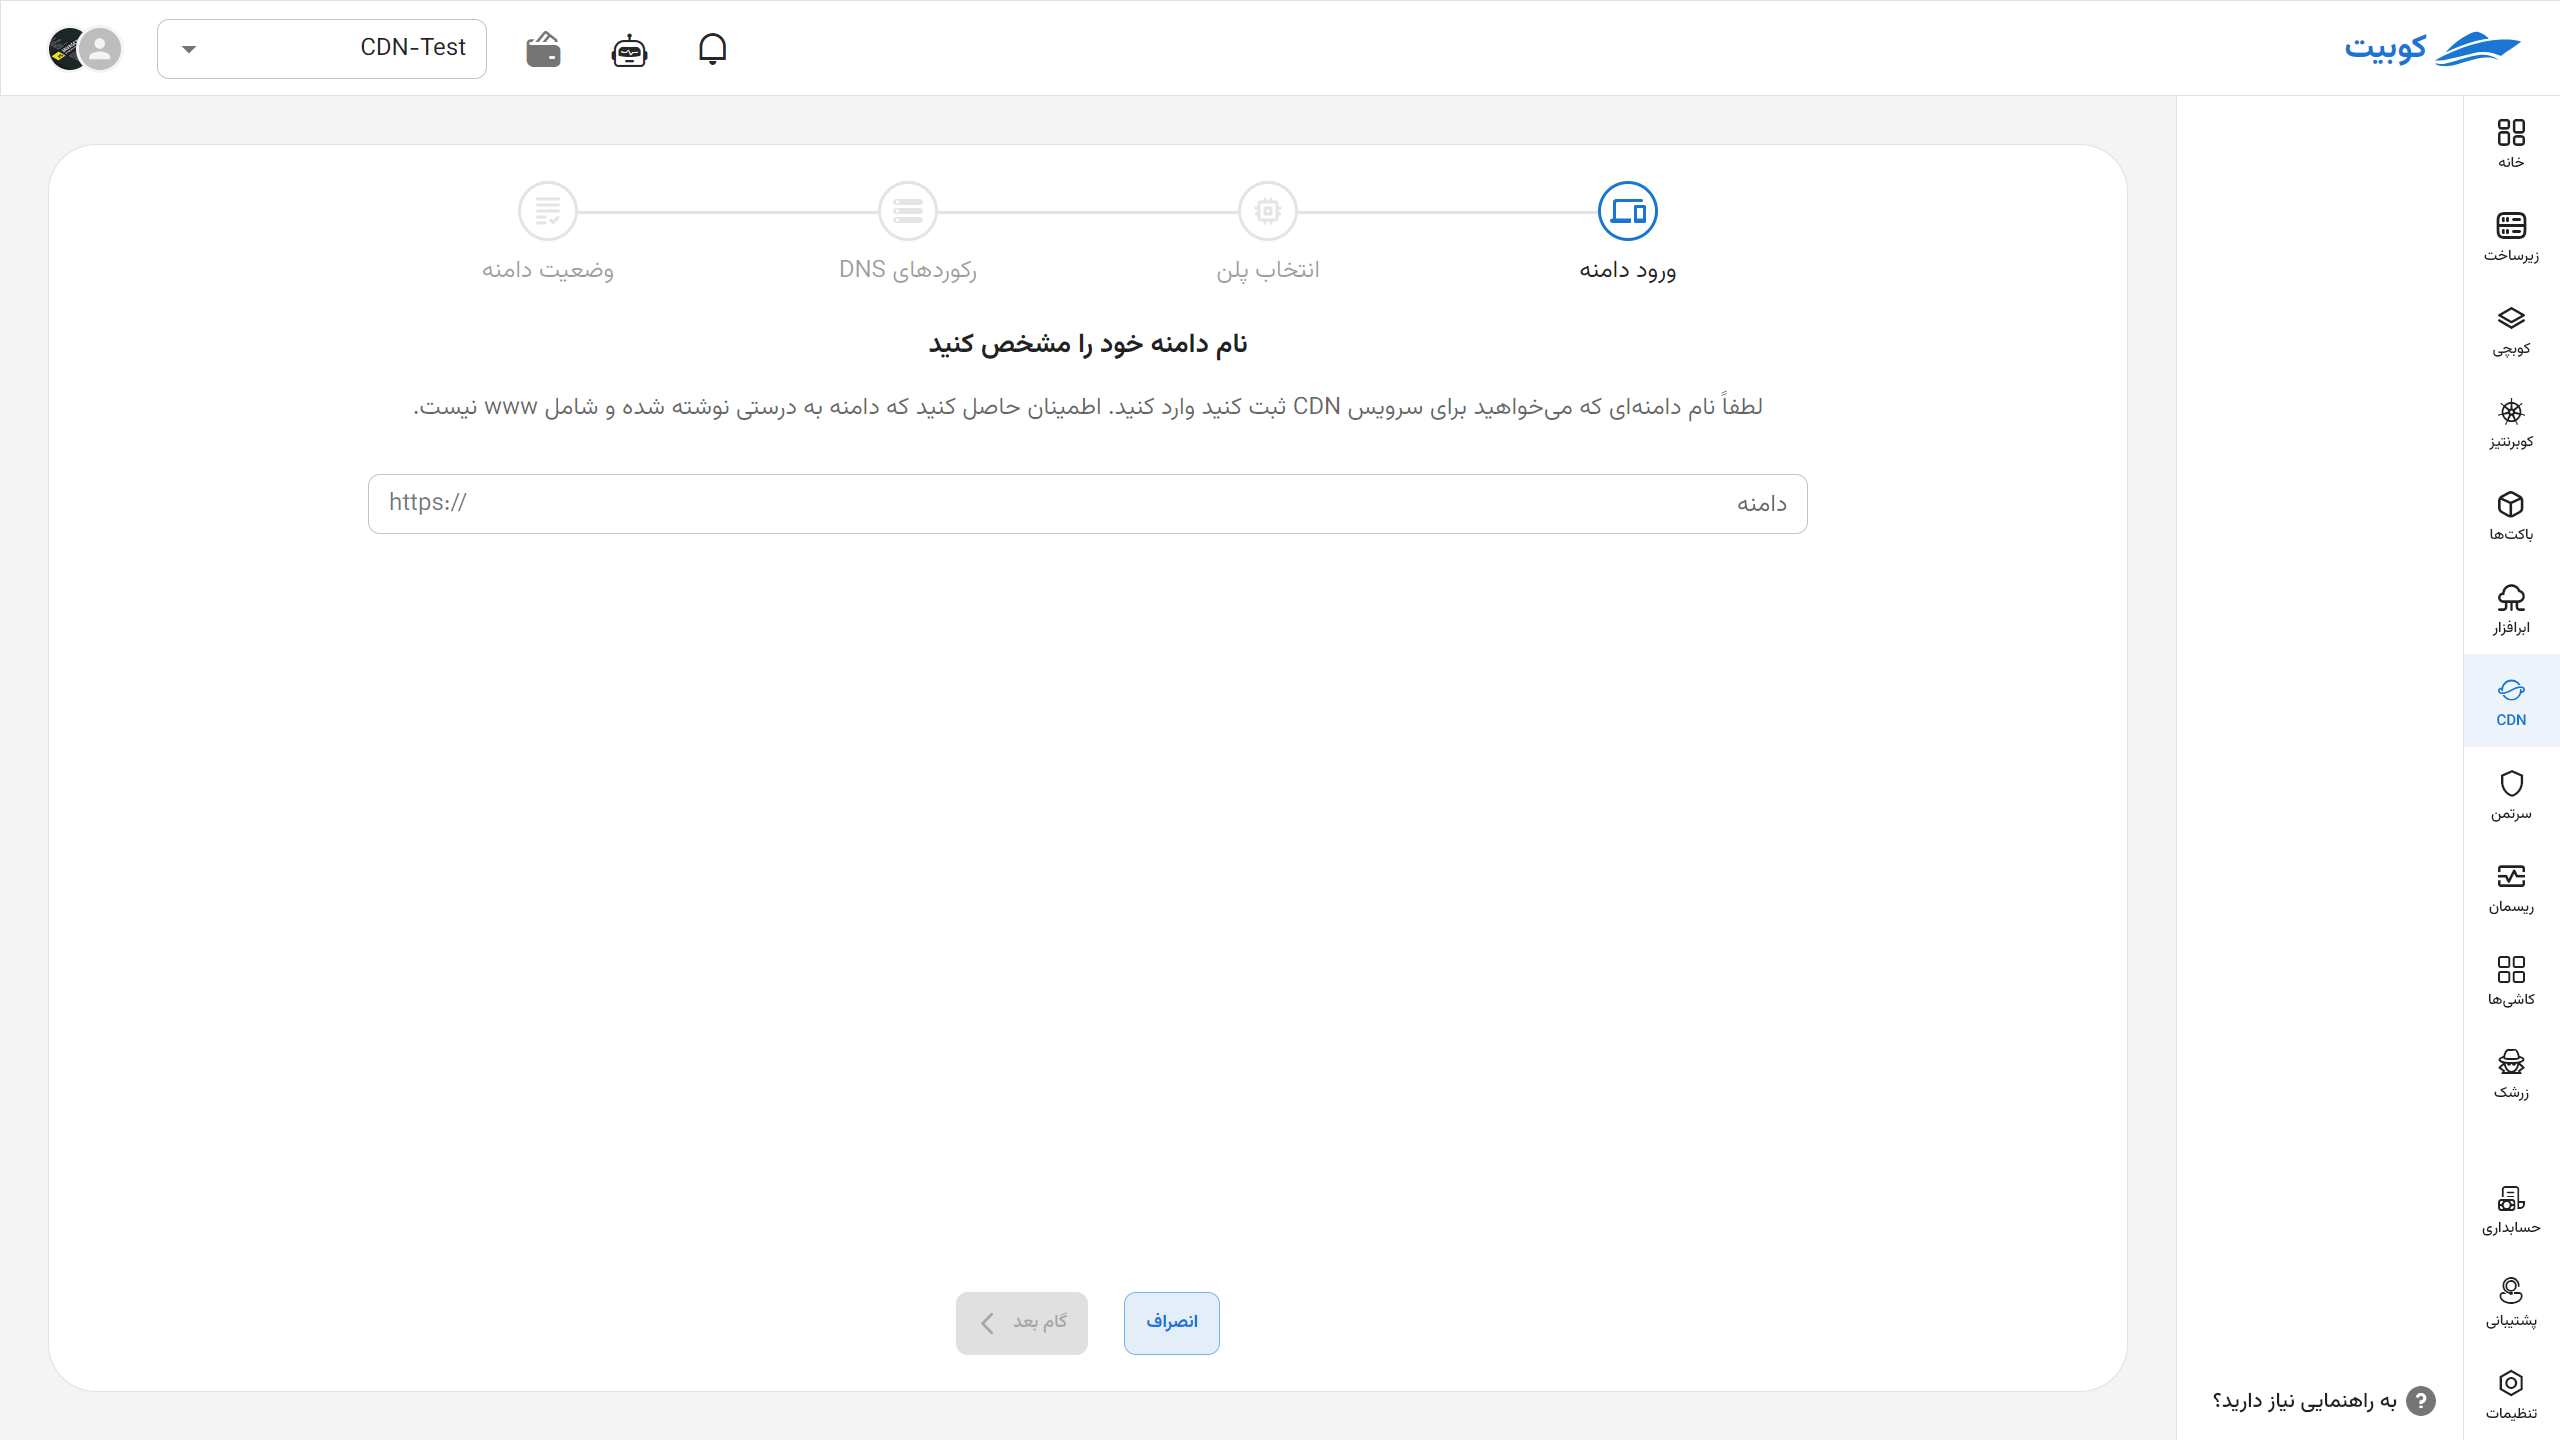 کوبیت
CDN-Test
خانه
زیرساخت
کوبچی
کوبرنتیز
باکت‌ها
ابرافزار
CDN
سرتمن
ریسمان
کاشی‌ها
زرشک
حسابداری
پشتیبانی
تنظیمات
به راهنمایی نیاز دارید؟
ورود دامنه
انتخاب پلن
رکوردهای DNS
وضعیت دامنه
نام دامنه خود را مشخص کنید
لطفاً نام دامنه‌ای که می‌خواهید برای سرویس CDN ثبت کنید وارد کنید. اطمینان حاصل کنید که دامنه به درستی نوشته شده و شامل www نیست.
دامنه
https://
انصراف
گام بعد